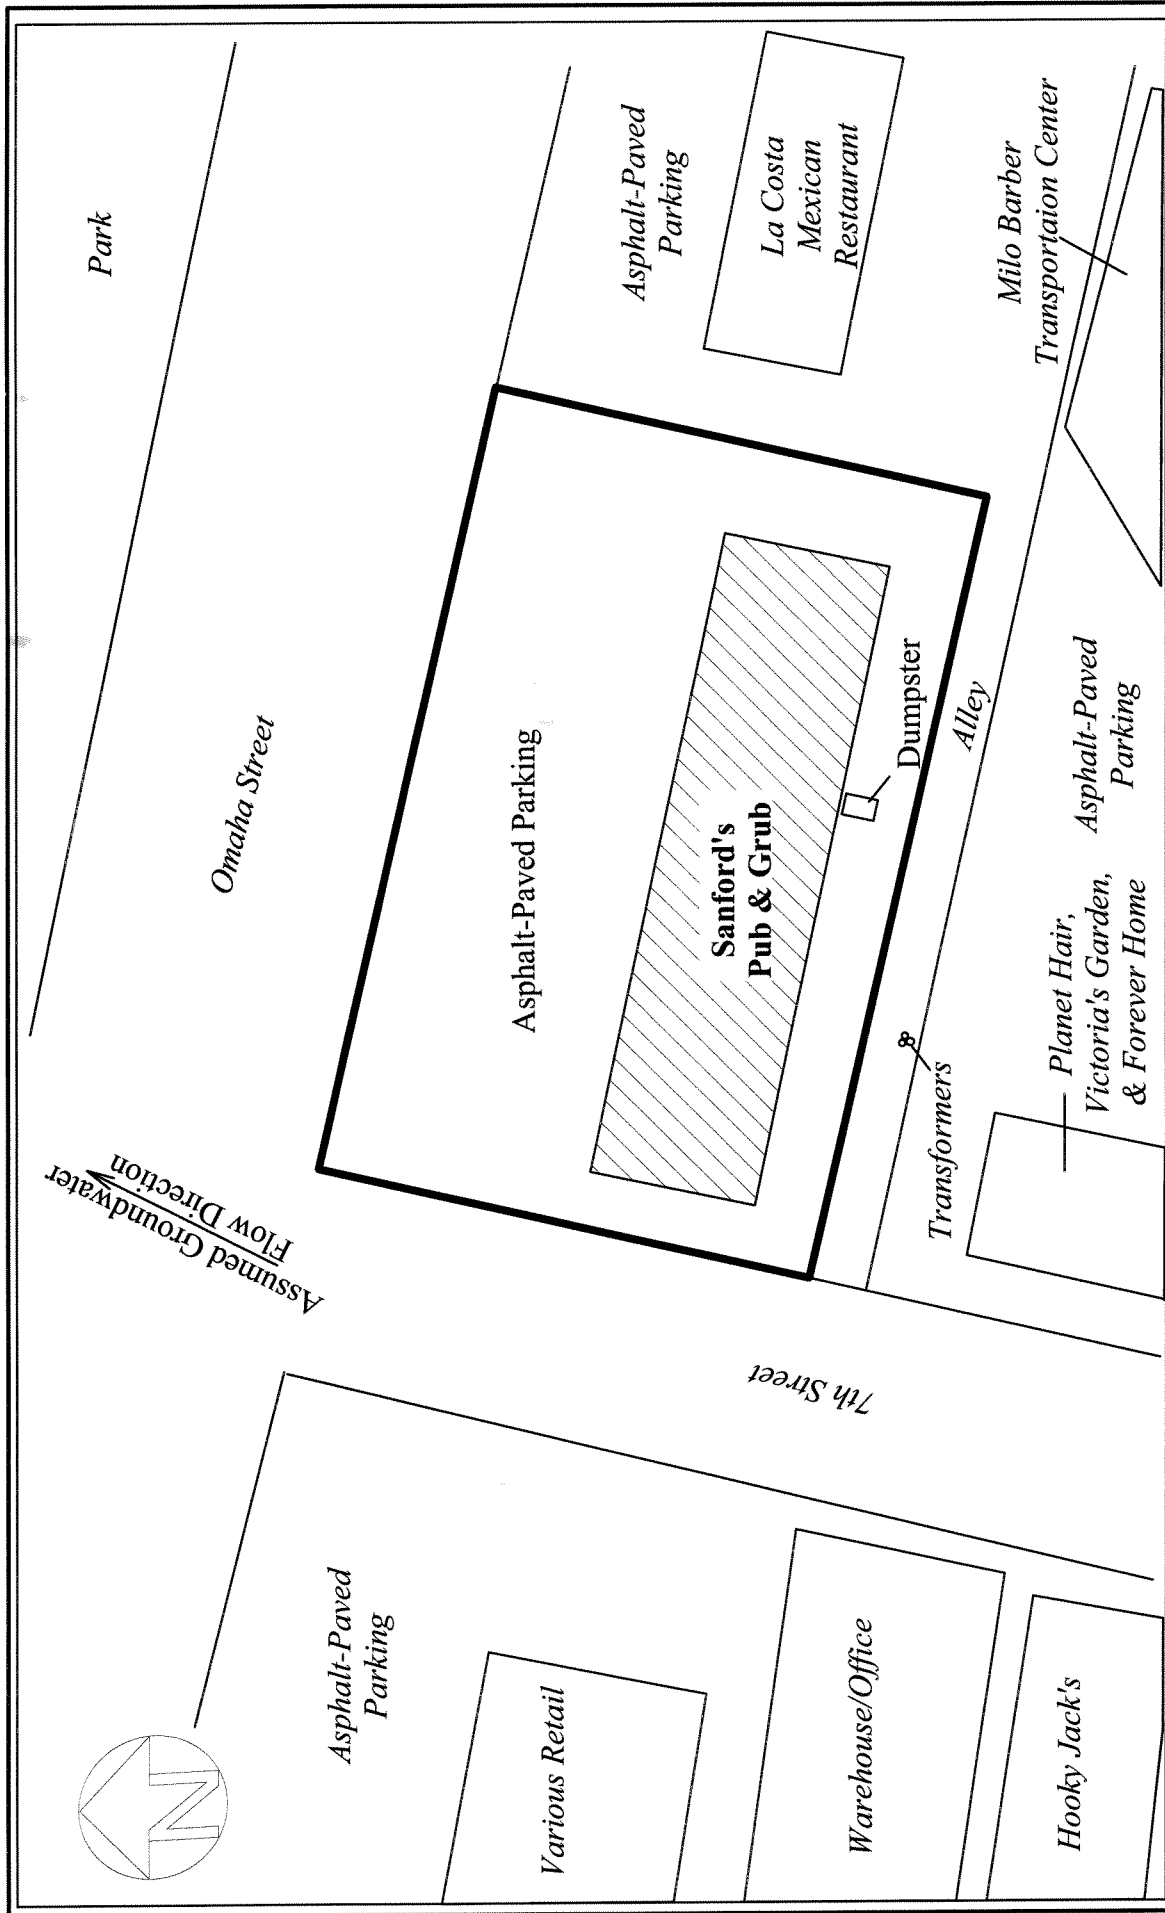 Park
Omaha Street
Assumed Groundwater
Flow Direction
Asphalt-Paved
Parking
La Costa
Mexican
Restaurant
Milo Barber
Transportaion Center
Asphalt-Paved Parking
Sanford's
Pub & Grub
Dumpster
Alley
Asphalt-Paved
Parking
Transformers
Planet Hair,
Victoria's Garden,
& Forever Home
7th Street
Asphalt-Paved
Parking
Various Retail
Warehouse/Office
Hooky Jack's
N